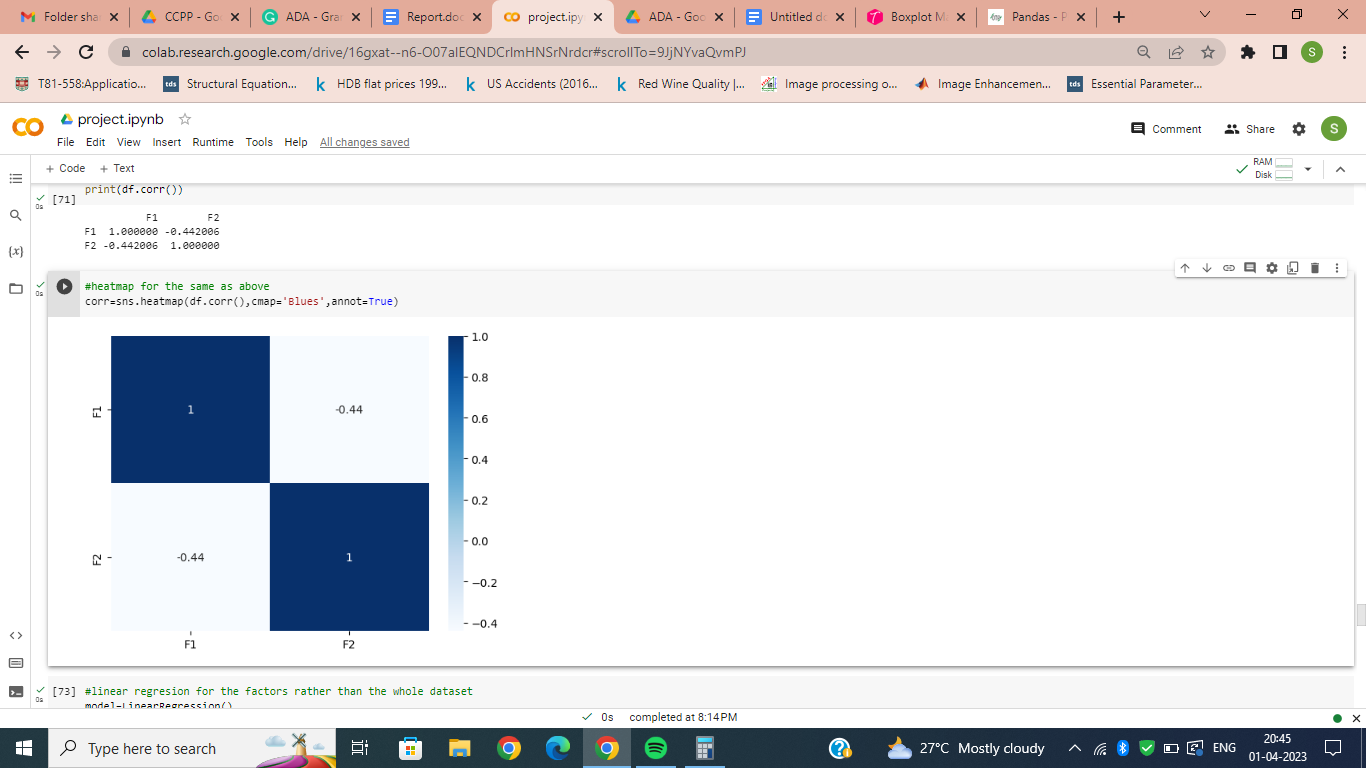 Folder sha
CCPP - Go
ADA - Gra
Report.doc
project.ipy
ADA - Goo
Untitled do
Boxplot M
Pandas - P
colab.research.google.com/drive/16gxat--n6-O07alEQNDCrImHNSrNrdcr#scrollTo=9JjNYvaQvmPJ
S
T81-558:Applicatio...
tds Structural Equation...
k HDB flat prices 199...
k US Accidents (2016...
k Red Wine Quality |...
Image processing o...
Image Enhancemen...
tds Essential Parameter...
CO project.ipynb
Comment Share S
File Edit View Insert Runtime Tools Help All changes saved
+ Code + Text
RAM
Disk
print(df.corr())
[71]
0s
F1 F2
F1 1.000000 -0.442006
F2 -0.442006 1.000000
{x}
0s
#heatmap for the same as above
corr=sns.heatmap(df.corr(),cmap='Blues',annot=True)
1.0
0.8
0.6
0.4
0.2
0.0
−0.2
−0.4
F1 1 -0.44
F2 -0.44 1
F1 F2
[73] #linear regresion for the factors rather than the whole dataset
0s
model=LinearRegression()
0s completed at 8:14 PM
Type here to search
27°C Mostly cloudy
ENG
20:45
01-04-2023